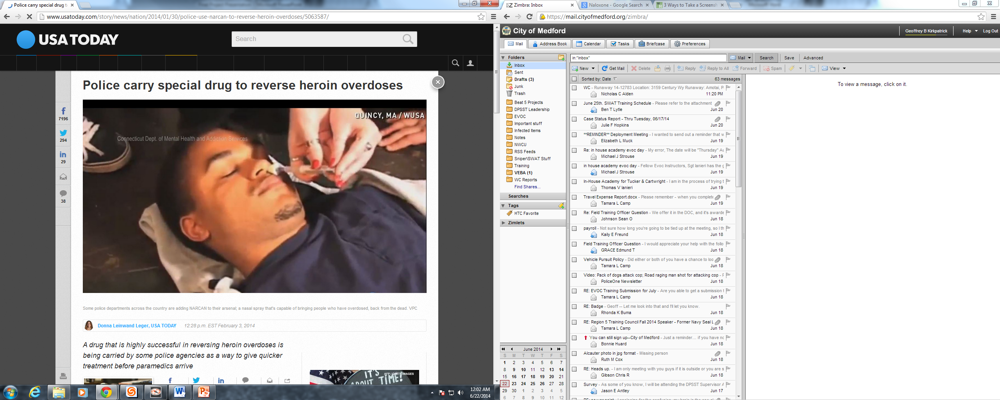 Police carry special drug to
www.usatoday.com/story/news/nation/2014/01/30/police-use-narcan-to-reverse-heroin-overdoses/5063587/
USA TODAY
Search
Police carry special drug to reverse heroin overdoses
QUINCY, MA / WUSA
Connecticut Dept. of Mental Health and Addiction Services
7196
294
29
38
Some police departments across the country are adding NARCAN to their arsenal; a nasal spray that's capable of bringing people who have overdosed, back from the dead. VPC
Donna Leinwand Leger, USA TODAY 12:28 p.m. EST February 3, 2014
A drug that is highly successful in reversing heroin overdoses is
being carried by some police agencies as a way to give quicker
treatment before paramedics arrive
IT'S
ABOUT TIME!
AFP / GETTY IMAGES
12:02 AM
6/22/2014
Zimbra: Inbox
Naloxone - Google Search
3 Ways to Take a Screensh
https://mail.cityofmedford.org/zimbra/
City of Medford
Geoffrey B Kirkpatrick Help Log Out
Mail Address Book Calendar Tasks Briefcase Preferences
Folders
Inbox
Sent
Drafts (3)
Junk
Trash
Beat 5 Projects
DPSST Leadership
EVOC
Important stuff
Infected Items
Notes
NWCU
RSS Feeds
Sniper\SWAT Stuff
Training
VEBA (1)
WC Reports
Find Shares...
Searches
Tags
HTC Favorite
Zimlets
June 2014
S M T W T F S
1 2 3 4 5 6 7
8 9 10 11 12 13 14
15 16 17 18 19 20 21
22 23 24 25 26 27 28
29 30 1 2 3 4 5
6 7 8 9 10 11 12
in:"inbox" Mail Search Save Advanced
New Get Mail Delete Reply Reply to All Forward Spam View
Sorted by: Date 63 messages
WC - Runaway 14-12783 Location: 3159 Century Wy Runaway: Amotai, P
Nicholas C Alden 11:20 PM
June 25th. SWAT Training Schedule - Please refer to the attachment
Ben T Lytle Jun 20
Case Status Report - Thru Tuesday, 06/17/14
Julie F Hopkins Jun 20
**REMINDER** Deployment Meeting - I wanted to send out a reminder that w
Elizabeth L Muck Jun 19
Re: in house academy evoc day - My error, The date will be "Thursday" Au
Michael J Strouse Jun 19
in house academy evoc day - Fellow Evoc Instructors, Sgt Ianieri has the g
Michael J Strouse Jun 19
In-House Academy for Tucker & Cartwright - I am in the process of trying t
Thomas V Ianieri Jun 19
Travel Expense Report.docx - Please remember - when you complete
Tamara L Camp Jun 19
Re: Field Training Officer Question - We offer it in the DOC, and it's awarde
Johnson Sean O Jun 18
payroll - Not sure how long you're going to be tied up at the meeting, so I th
Kaily E Freund Jun 18
Field Training Officer Question - I would appreciate your help with the follo
GRACE Edmund T Jun 18
Vehicle Pursuit Policy - Did either or both of you have a chance to loo
Tamara L Camp Jun 18
Video: Pack of dogs attack cop; Road raging man shot for attacking cop - P
PoliceOne Newsletter Jun 18
RE: EVOC Training Submission for July - Are you able to get a submission f
Tamara L Camp Jun 18
RE: Badge - Geoff -- Let me look into that and I'll let you know.
Rhonda K Buma Jun 18
RE: Region 5 Training Council Fall 2014 Speaker - Former Navy Seal L
Tamara L Camp Jun 18
You can still sign up--City of Medford - Just a reminder... if you have no
Bonnie Huard Jun 18
Alcauter photo in jpg format - Missing person
Ruth M Cox Jun 18
RE: Heads up. - I am only meeting with you guys if it is outside or you are s
Gibson Chris R Jun 18
Survey - As some of you know, I will be attending the DPSST Supervisor A
Jason E Antley Jun 17
To view a message, click on it.